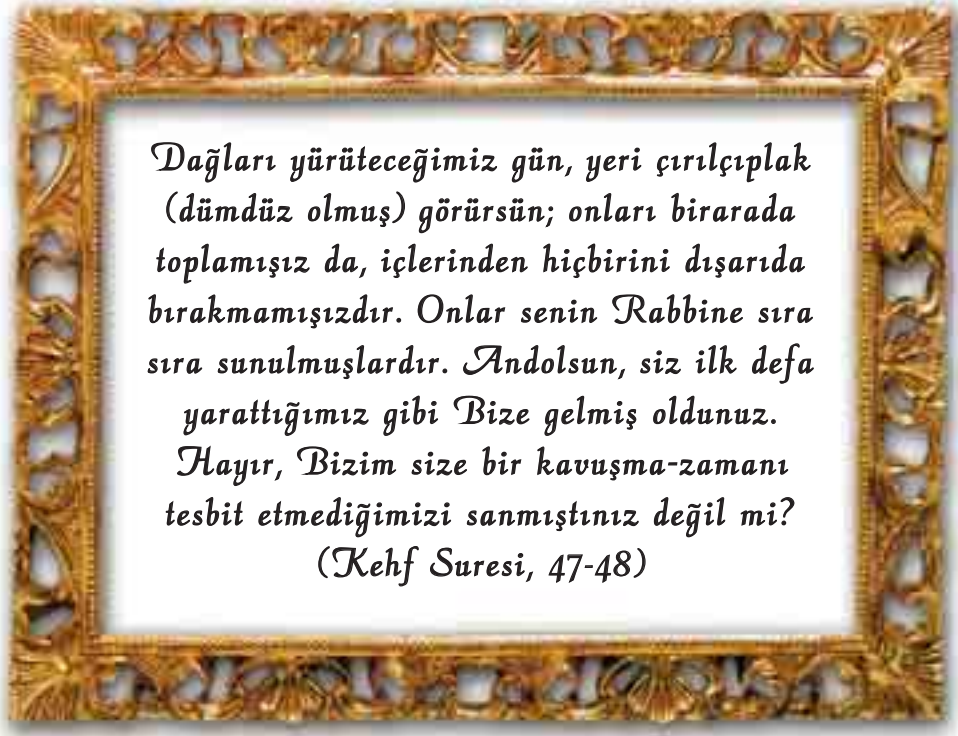 Dağları yürüteceğimiz gün, yeri çırılçıplak
(dümdüz olmuş) görürsün; onları birarada
toplamışız da, içlerinden hiçbirini dışarıda
bırakmamışızdır. Onlar senin Rabbine sıra
sıra sunulmuşlardır. Andolsun, siz ilk defa
yarattığımız gibi Bize gelmiş oldunuz.
Hayır, Bizim size bir kavuşma-zamanı
tesbit etmediğimizi sanmıştınız değil mi?
(Kehf Suresi, 47-48)